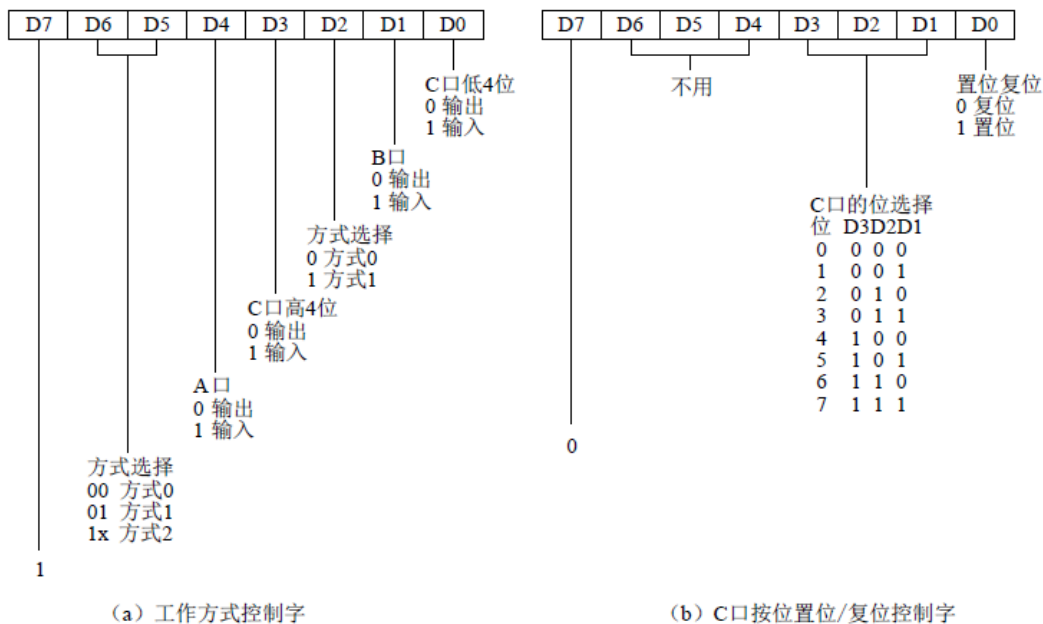 D7 D6 D5 D4 D3 D2 D1 D0
C口低4位
0 输出
1 输入
B口
0 输出
1 输入
方式选择
0 方式0
1 方式1
C口高4位
0 输出
1 输入
A口
0 输出
1 输入
方式选择
00 方式0
01 方式1
1x 方式2
1
（a）工作方式控制字
D7 D6 D5 D4 D3 D2 D1 D0
不用
置位复位
0 复位
1 置位
C口的位选择
位 D3D2D1
0 0 0 0
1 0 0 1
2 0 1 0
3 0 1 1
4 1 0 0
5 1 0 1
6 1 1 0
7 1 1 1
0
（b）C口按位置位/复位控制字